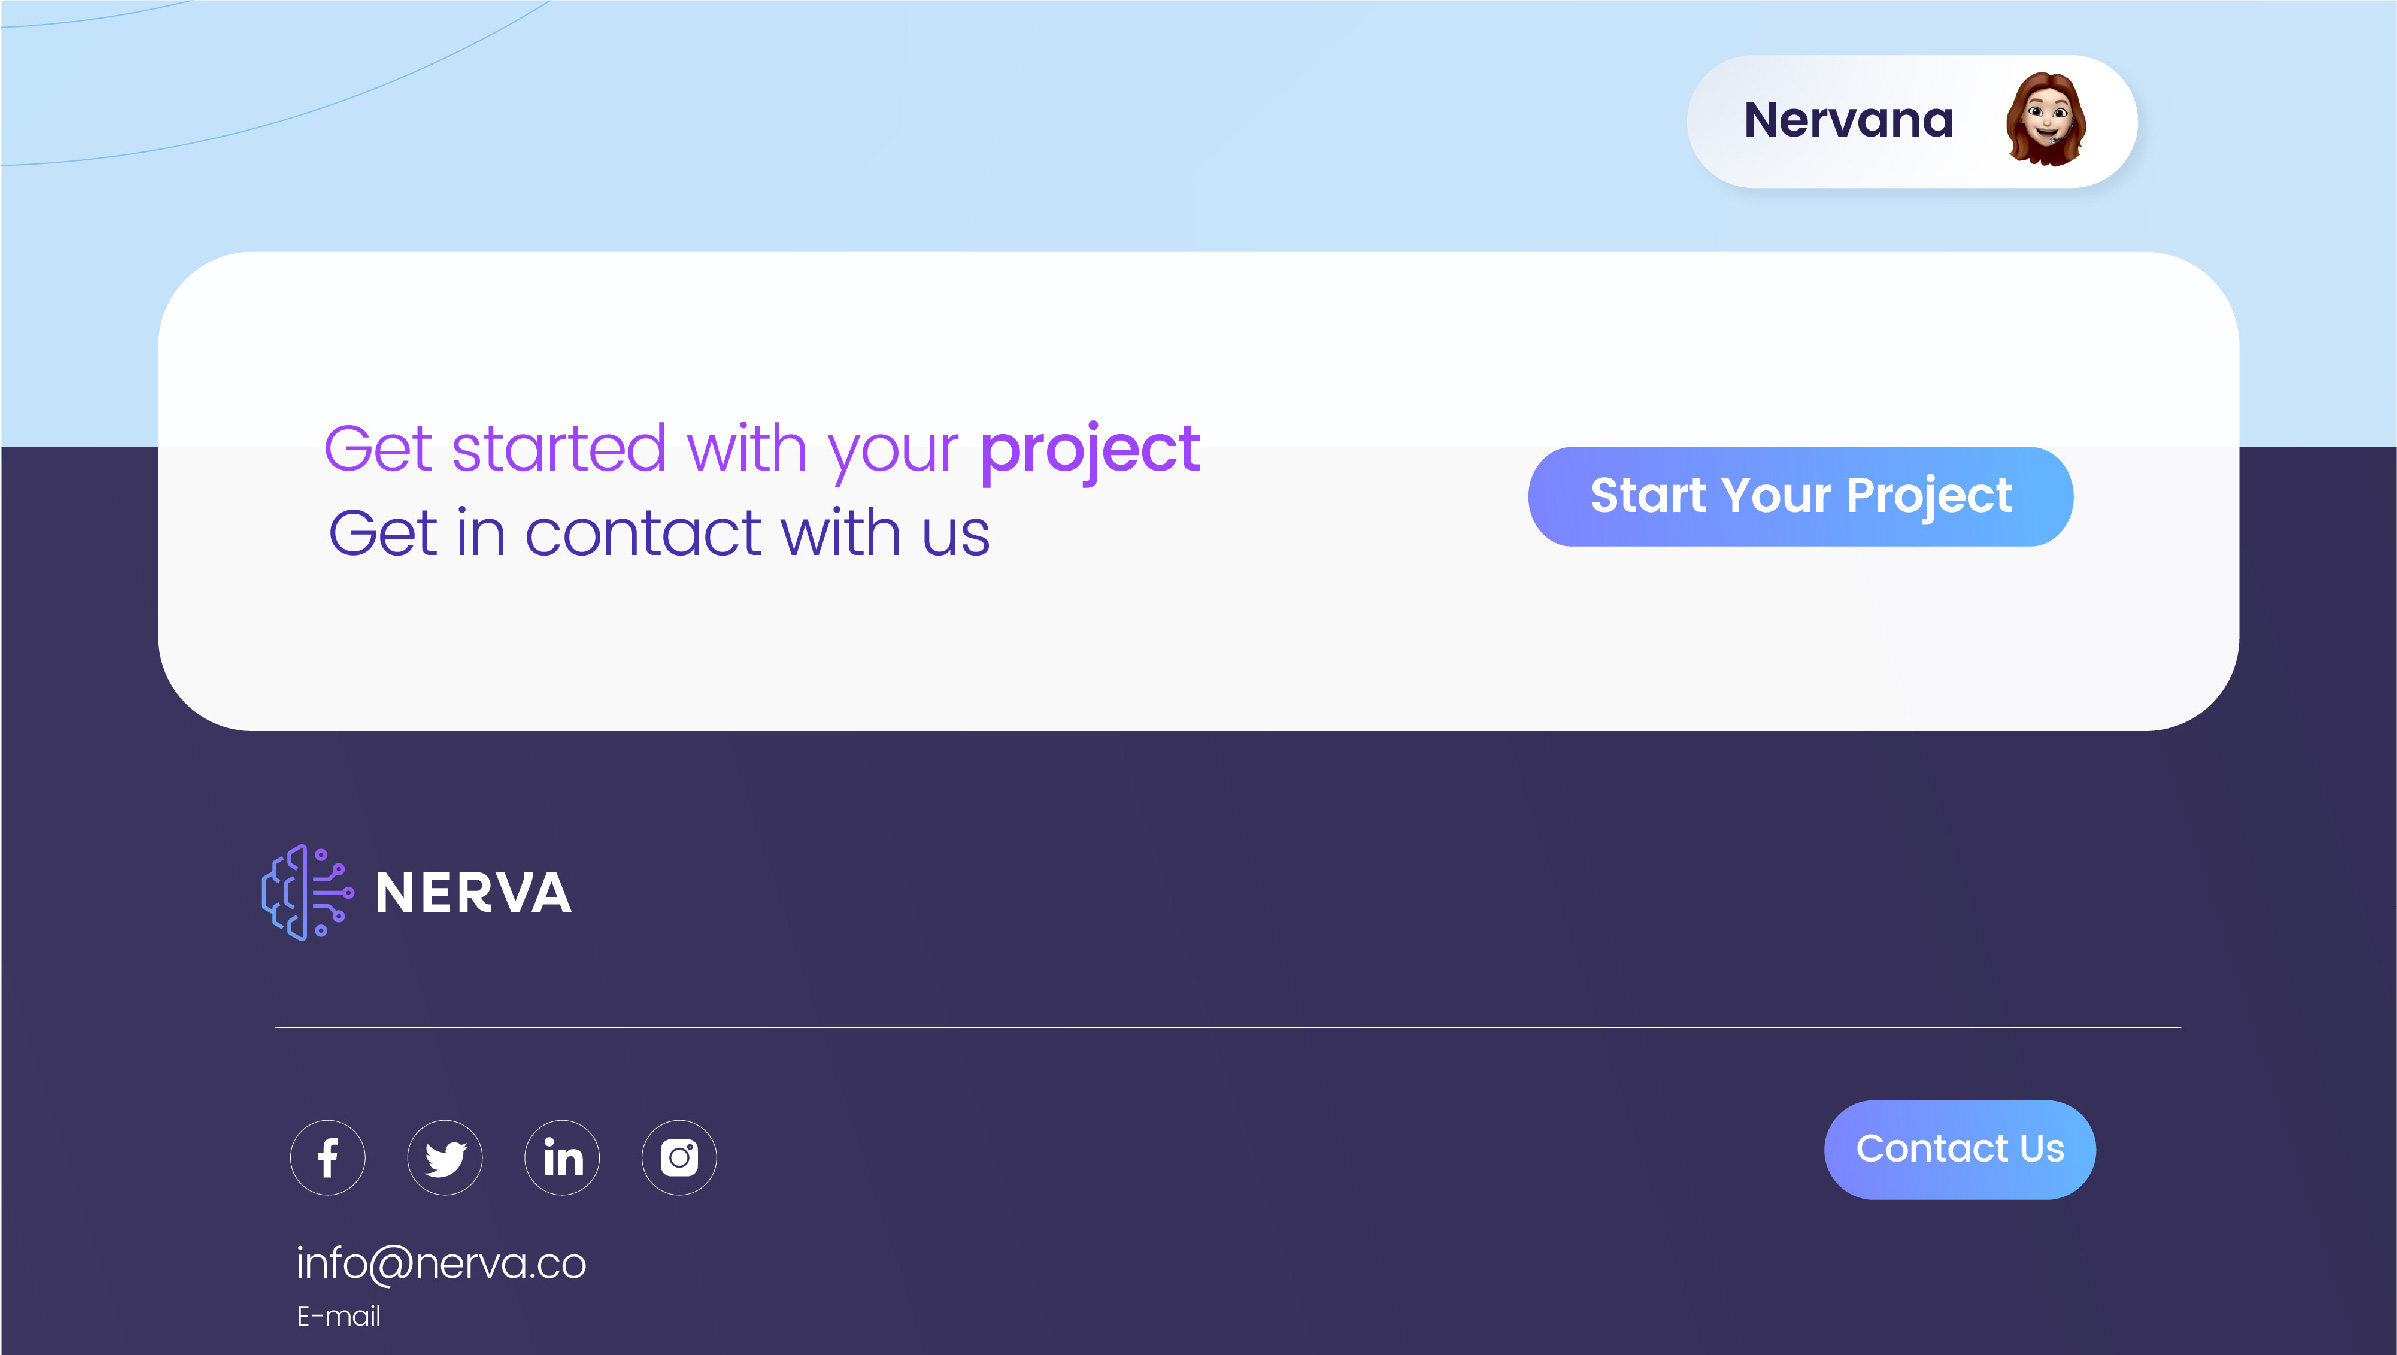 Nervana
Get started with your project
Get in contact with us
Start Your Project
NERVA
Contact Us
info@nerva.co
E-mail